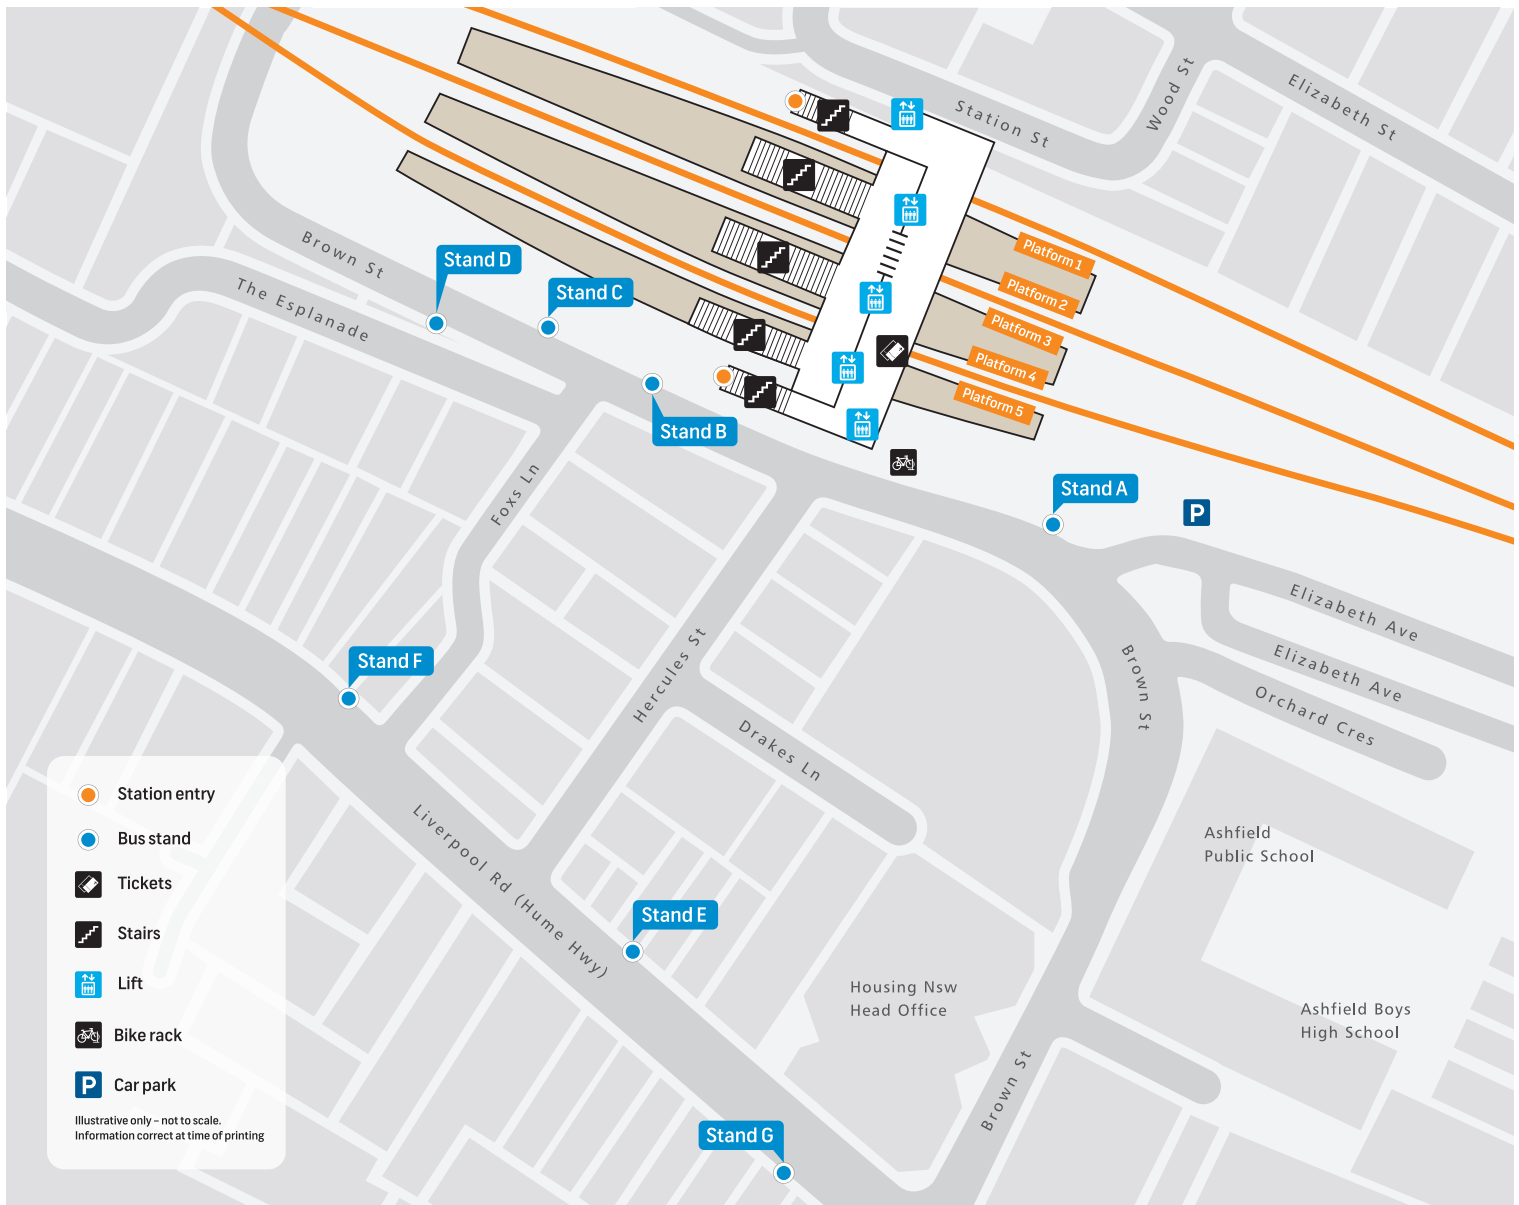 Elizabeth St
Wood St
Station St
Brown St
The Esplanade
Stand D
Stand C
Stand B
Platform 1
Platform 2
Platform 3
Platform 4
Platform 5
Stand A
P
Foxs Ln
Hercules St
Elizabeth Ave
Elizabeth Ave
Orchard Cres
Brown St
Stand F
Drakes Ln
Liverpool Rd (Hume Hwy)
Ashfield
Public School
Stand E
Housing Nsw
Head Office
Ashfield Boys
High School
Brown St
Stand G
Station entry
Bus stand
Tickets
Stairs
Lift
Bike rack
P
Car park
Illustrative only – not to scale.
Information correct at time of printing